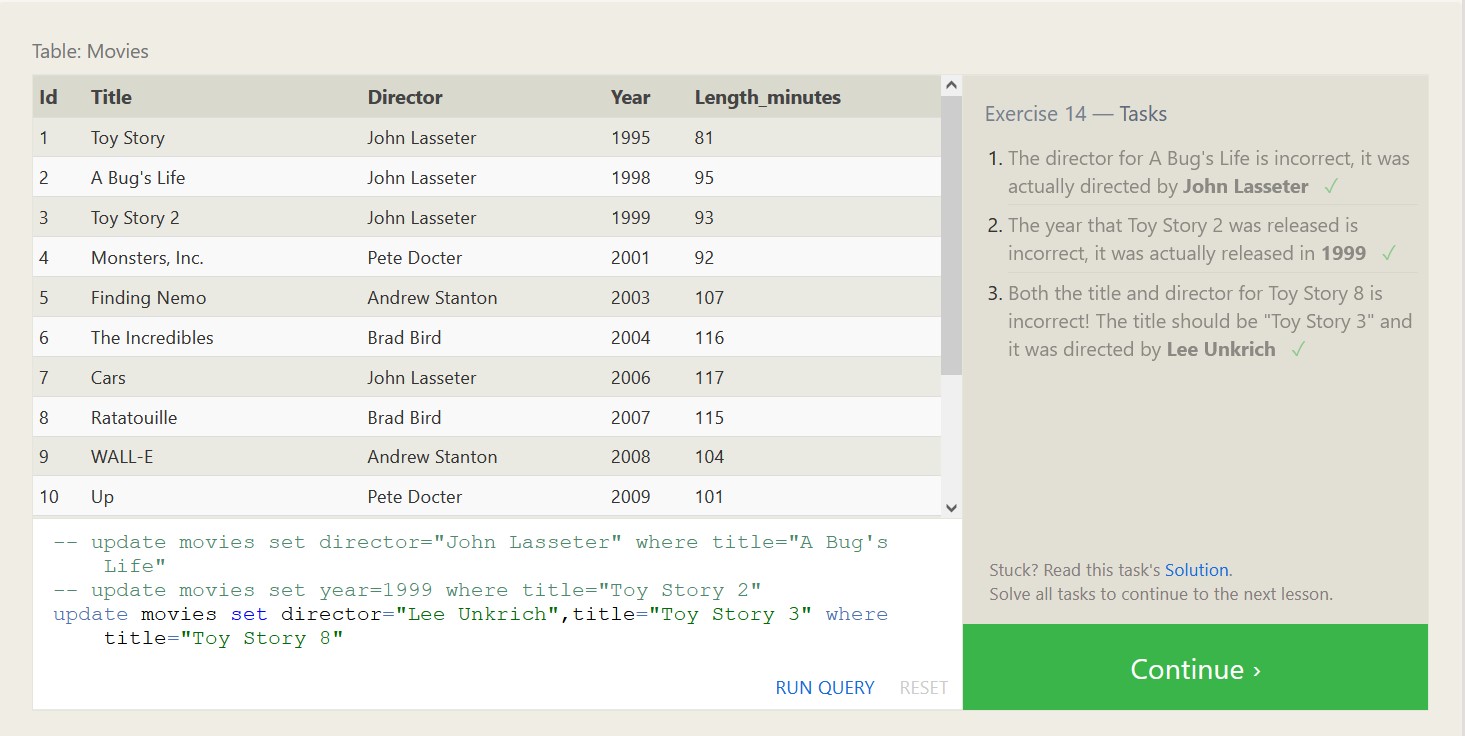 Table: Movies
Id Title Director Year Length_minutes
1 Toy Story John Lasseter 1995 81
2 A Bug's Life John Lasseter 1998 95
3 Toy Story 2 John Lasseter 1999 93
4 Monsters, Inc. Pete Docter 2001 92
5 Finding Nemo Andrew Stanton 2003 107
6 The Incredibles Brad Bird 2004 116
7 Cars John Lasseter 2006 117
8 Ratatouille Brad Bird 2007 115
9 WALL-E Andrew Stanton 2008 104
10 Up Pete Docter 2009 101
-- update movies set director="John Lasseter" where title="A Bug's
Life"
-- update movies set year=1999 where title="Toy Story 2"
update movies set director="Lee Unkrich",title="Toy Story 3" where
title="Toy Story 8"
RUN QUERY RESET
Exercise 14 — Tasks
1. The director for A Bug's Life is incorrect, it was
actually directed by John Lasseter ✓
2. The year that Toy Story 2 was released is
incorrect, it was actually released in 1999 ✓
3. Both the title and director for Toy Story 8 is
incorrect! The title should be "Toy Story 3" and
it was directed by Lee Unkrich ✓
Stuck? Read this task's Solution.
Solve all tasks to continue to the next lesson.
Continue ›